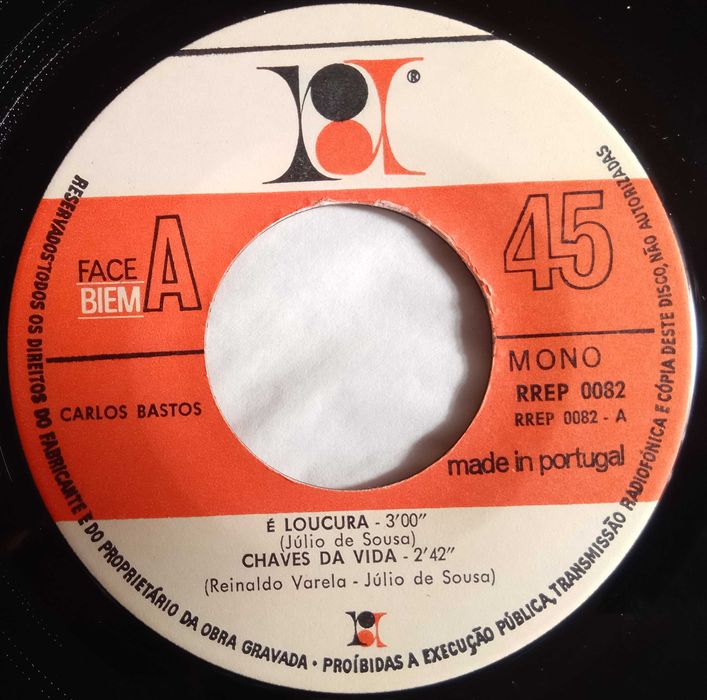 ®
FACE
BIEM
A
45
MONO
RREP 0082
RREP 0082 - A
CARLOS BASTOS
made in portugal
É LOUCURA - 3'00"
(Júlio de Sousa)
CHAVES DA VIDA - 2'42"
(Reinaldo Varela - Júlio de Sousa)
RESERVADOS TODOS OS DIREITOS DO FABRICANTE E DO PROPRIETÁRIO DA OBRA GRAVADA • PROÍBIDAS A EXECUÇÃO PÚBLICA, TRANSMISSÃO RADIOFÓNICA E CÓPIA DESTE DISCO, NÃO AUTORIZADAS